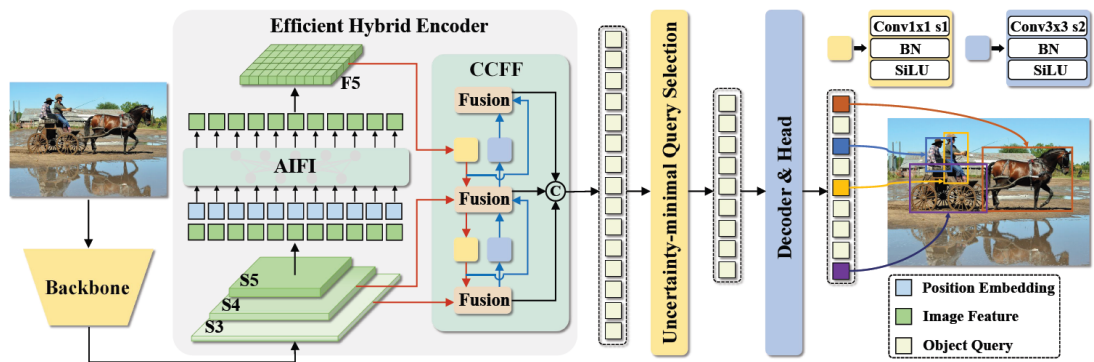 Efficient Hybrid Encoder
CCFF
F5
Fusion
AIFI
Fusion
C
S5
S4
S3
Fusion
Backbone
Uncertainty-minimal Query Selection
Decoder & Head
Conv1x1 s1
BN
SiLU
Conv3x3 s2
BN
SiLU
Position Embedding
Image Feature
Object Query